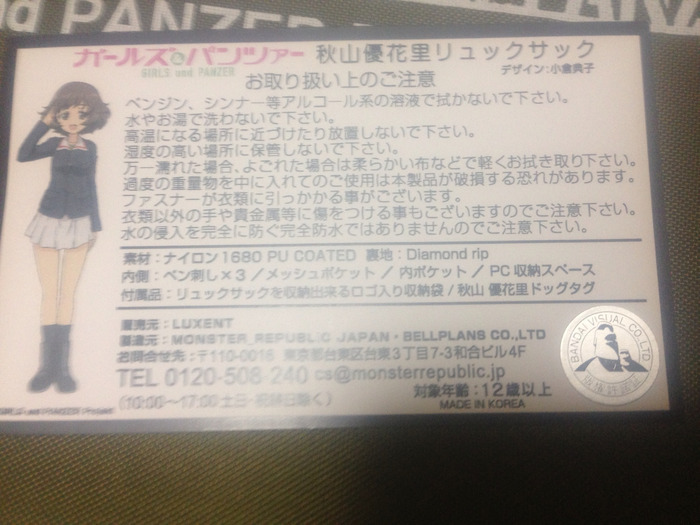 nd PANZER
ガールズ&パンツァー 秋山優花里リュックサック
GIRLS und PANZER
デザイン:小倉典子
お取り扱い上のご注意
ベンジン、シンナー等アルコール系の溶液で拭かないで下さい。
水やお湯で洗わないで下さい。
高温になる場所に近づけたり放置しないで下さい。
湿度の高い場所に保管しないで下さい。
万一濡れた場合、よごれた場合は柔らかい布などで軽くお拭き取り下さい。
過度の重量物を中に入れてのご使用は本製品が破損する恐れがあります。
ファスナーが衣類に引っかかる事がございます。
衣類以外の手や貴金属等に傷をつける事もございますのでご注意下さい。
水の侵入を完全に防ぐ完全防水ではありませんのでご注意下さい。
素材:ナイロン1680 PU COATED 裏地:Diamond rip
内側:ペン刺し×3/メッシュポケット/内ポケット/PC収納スペース
付属品:リュックサックを収納出来るロゴ入り収納袋/秋山 優花里ドッグタグ
販売元:LUXENT
製造元:MONSTER_REPUBLIC JAPAN・BELLPLANS CO.,LTD
お問合せ先:〒110-0016 東京都台東区台東3丁目7-3和合ビル4F
TEL 0120-508-240 cs@monsterrepublic.jp
(10:00～17:00 土日・祝祭日除く)
対象年齢:12歳以上
MADE IN KOREA
BANDAI VISUAL CO.,LTD
GIRLS und PANZER Projekt